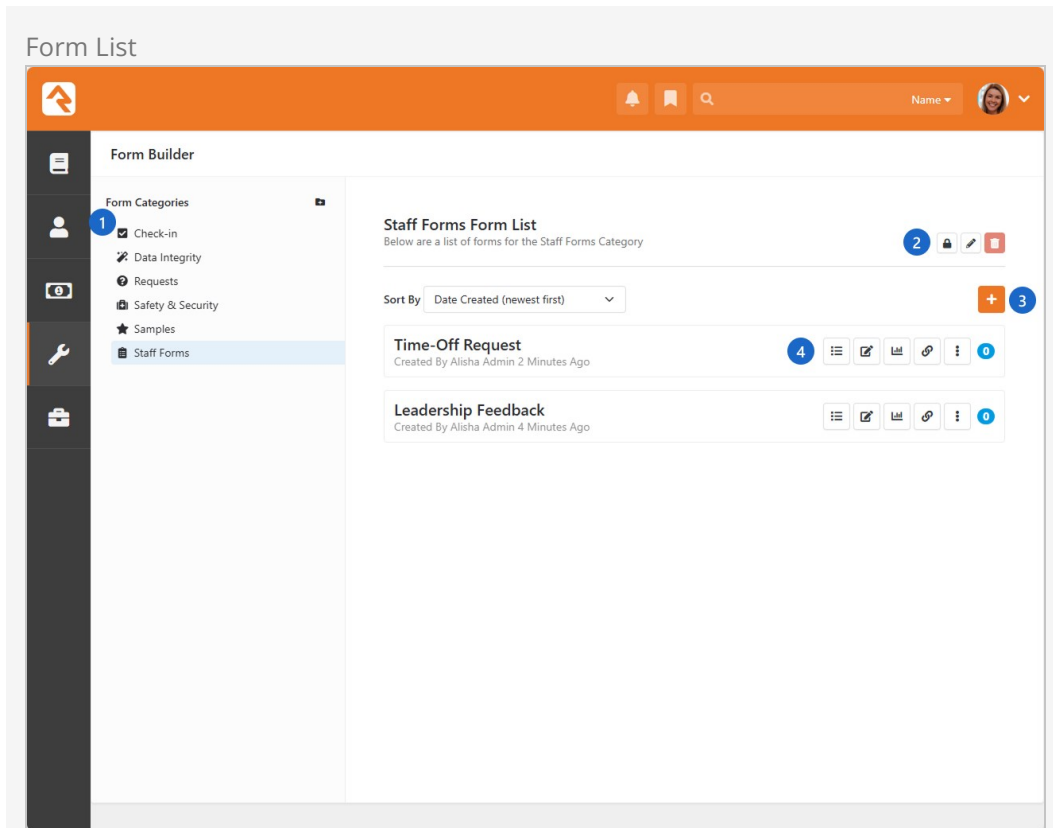 Form List
Name
Form Builder
Form Categories
1
Check-in
Data Integrity
Requests
Safety & Security
Samples
Staff Forms
Staff Forms Form List
Below are a list of forms for the Staff Forms Category
2
Sort By Date Created (newest first)
+ 3
Time-Off Request
Created By Alisha Admin 2 Minutes Ago
4
0
Leadership Feedback
Created By Alisha Admin 4 Minutes Ago
0